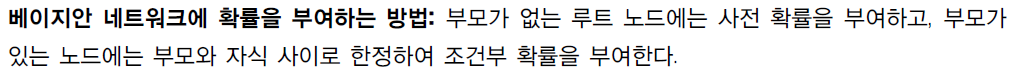 베이지안 네트워크에 확률을 부여하는 방법: 부모가 없는 루트 노드에는 사전 확률을 부여하고, 부모가
있는 노드에는 부모와 자식 사이로 한정하여 조건부 확률을 부여한다.